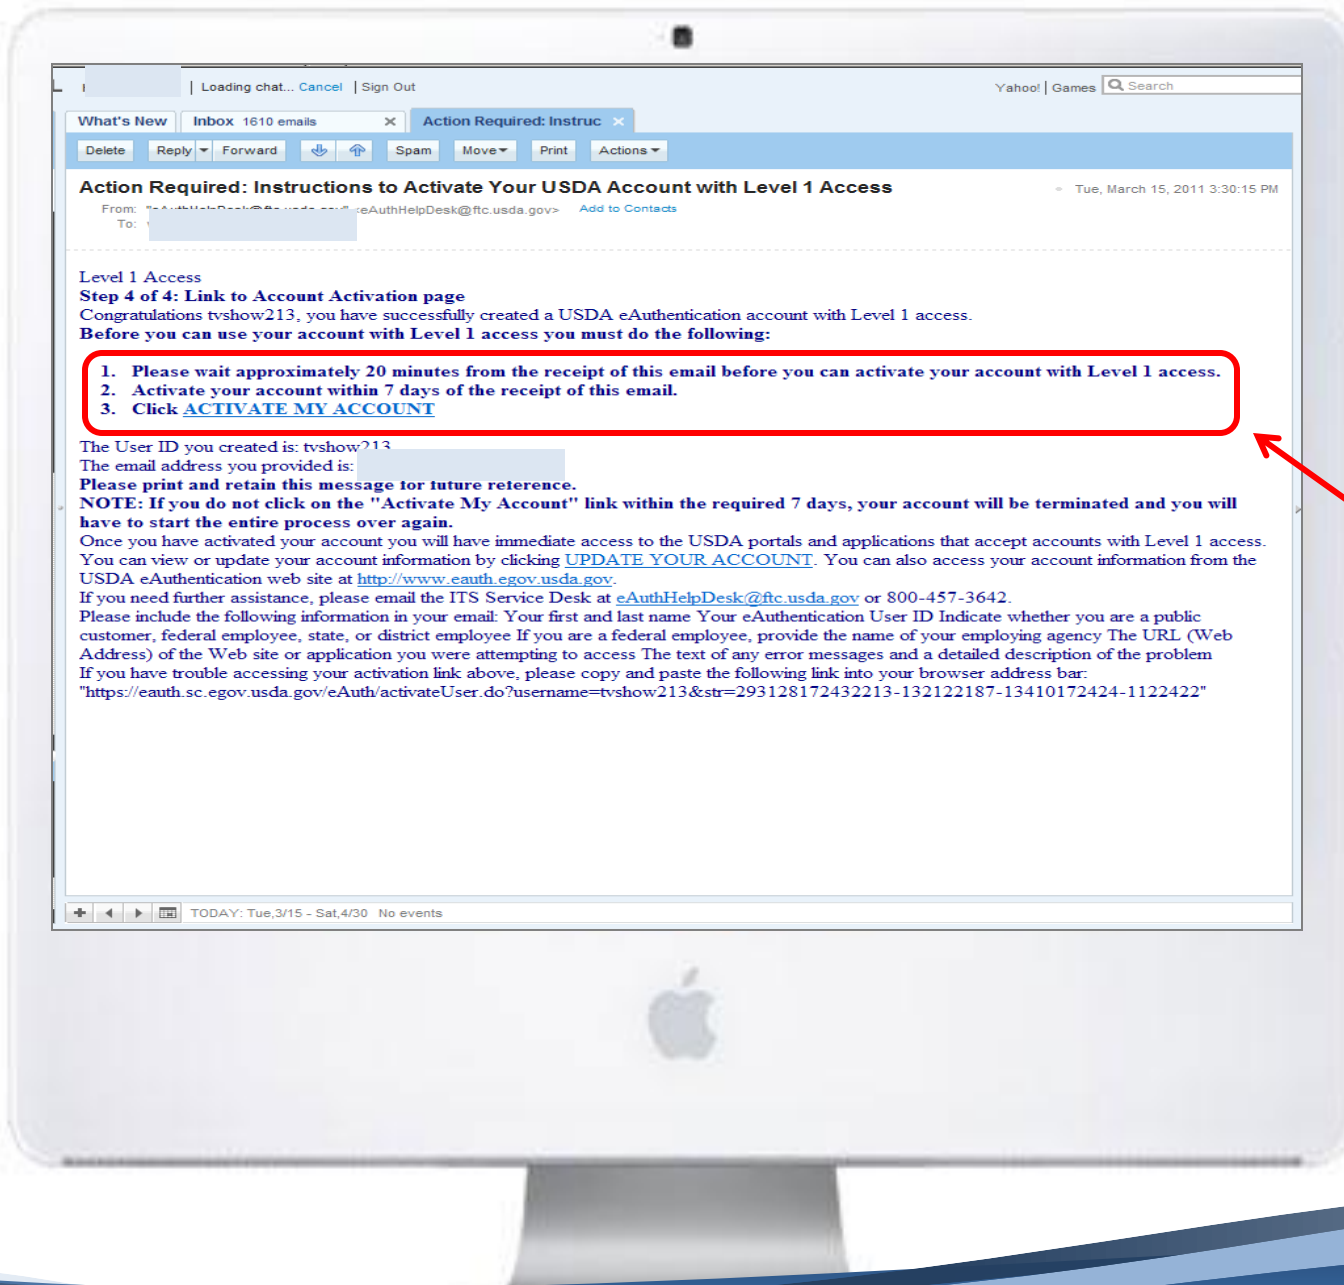 Loading chat... Cancel | Sign Out
Yahoo! | Games Search
What's New Inbox 1610 emails Action Required: Instruc
Delete Reply Forward Spam Move Print Actions
Action Required: Instructions to Activate Your USDA Account with Level 1 Access
Tue, March 15, 2011 3:30:15 PM
From: <eAuthHelpDesk@ftc.usda.gov> Add to Contacts
To:
Level 1 Access
Step 4 of 4: Link to Account Activation page
Congratulations tvshow213, you have successfully created a USDA eAuthentication account with Level 1 access.
Before you can use your account with Level 1 access you must do the following:
1. Please wait approximately 20 minutes from the receipt of this email before you can activate your account with Level 1 access.
2. Activate your account within 7 days of the receipt of this email.
3. Click ACTIVATE MY ACCOUNT
The User ID you created is: tvshow213
The email address you provided is:
Please print and retain this message for future reference.
NOTE: If you do not click on the "Activate My Account" link within the required 7 days, your account will be terminated and you will
have to start the entire process over again.
Once you have activated your account you will have immediate access to the USDA portals and applications that accept accounts with Level 1 access.
You can view or update your account information by clicking UPDATE YOUR ACCOUNT. You can also access your account information from the
USDA eAuthentication web site at http://www.eauth.egov.usda.gov.
If you need further assistance, please email the ITS Service Desk at eAuthHelpDesk@ftc.usda.gov or 800-457-3642.
Please include the following information in your email: Your first and last name Your eAuthentication User ID Indicate whether you are a public
customer, federal employee, state, or district employee If you are a federal employee, provide the name of your employing agency The URL (Web
Address) of the Web site or application you were attempting to access The text of any error messages and a detailed description of the problem
If you have trouble accessing your activation link above, please copy and paste the following link into your browser address bar:
"https://eauth.sc.egov.usda.gov/eAuth/activateUser.do?username=tvshow213&str=293128172432213-132122187-13410172424-1122422"
TODAY: Tue,3/15 - Sat,4/30 No events